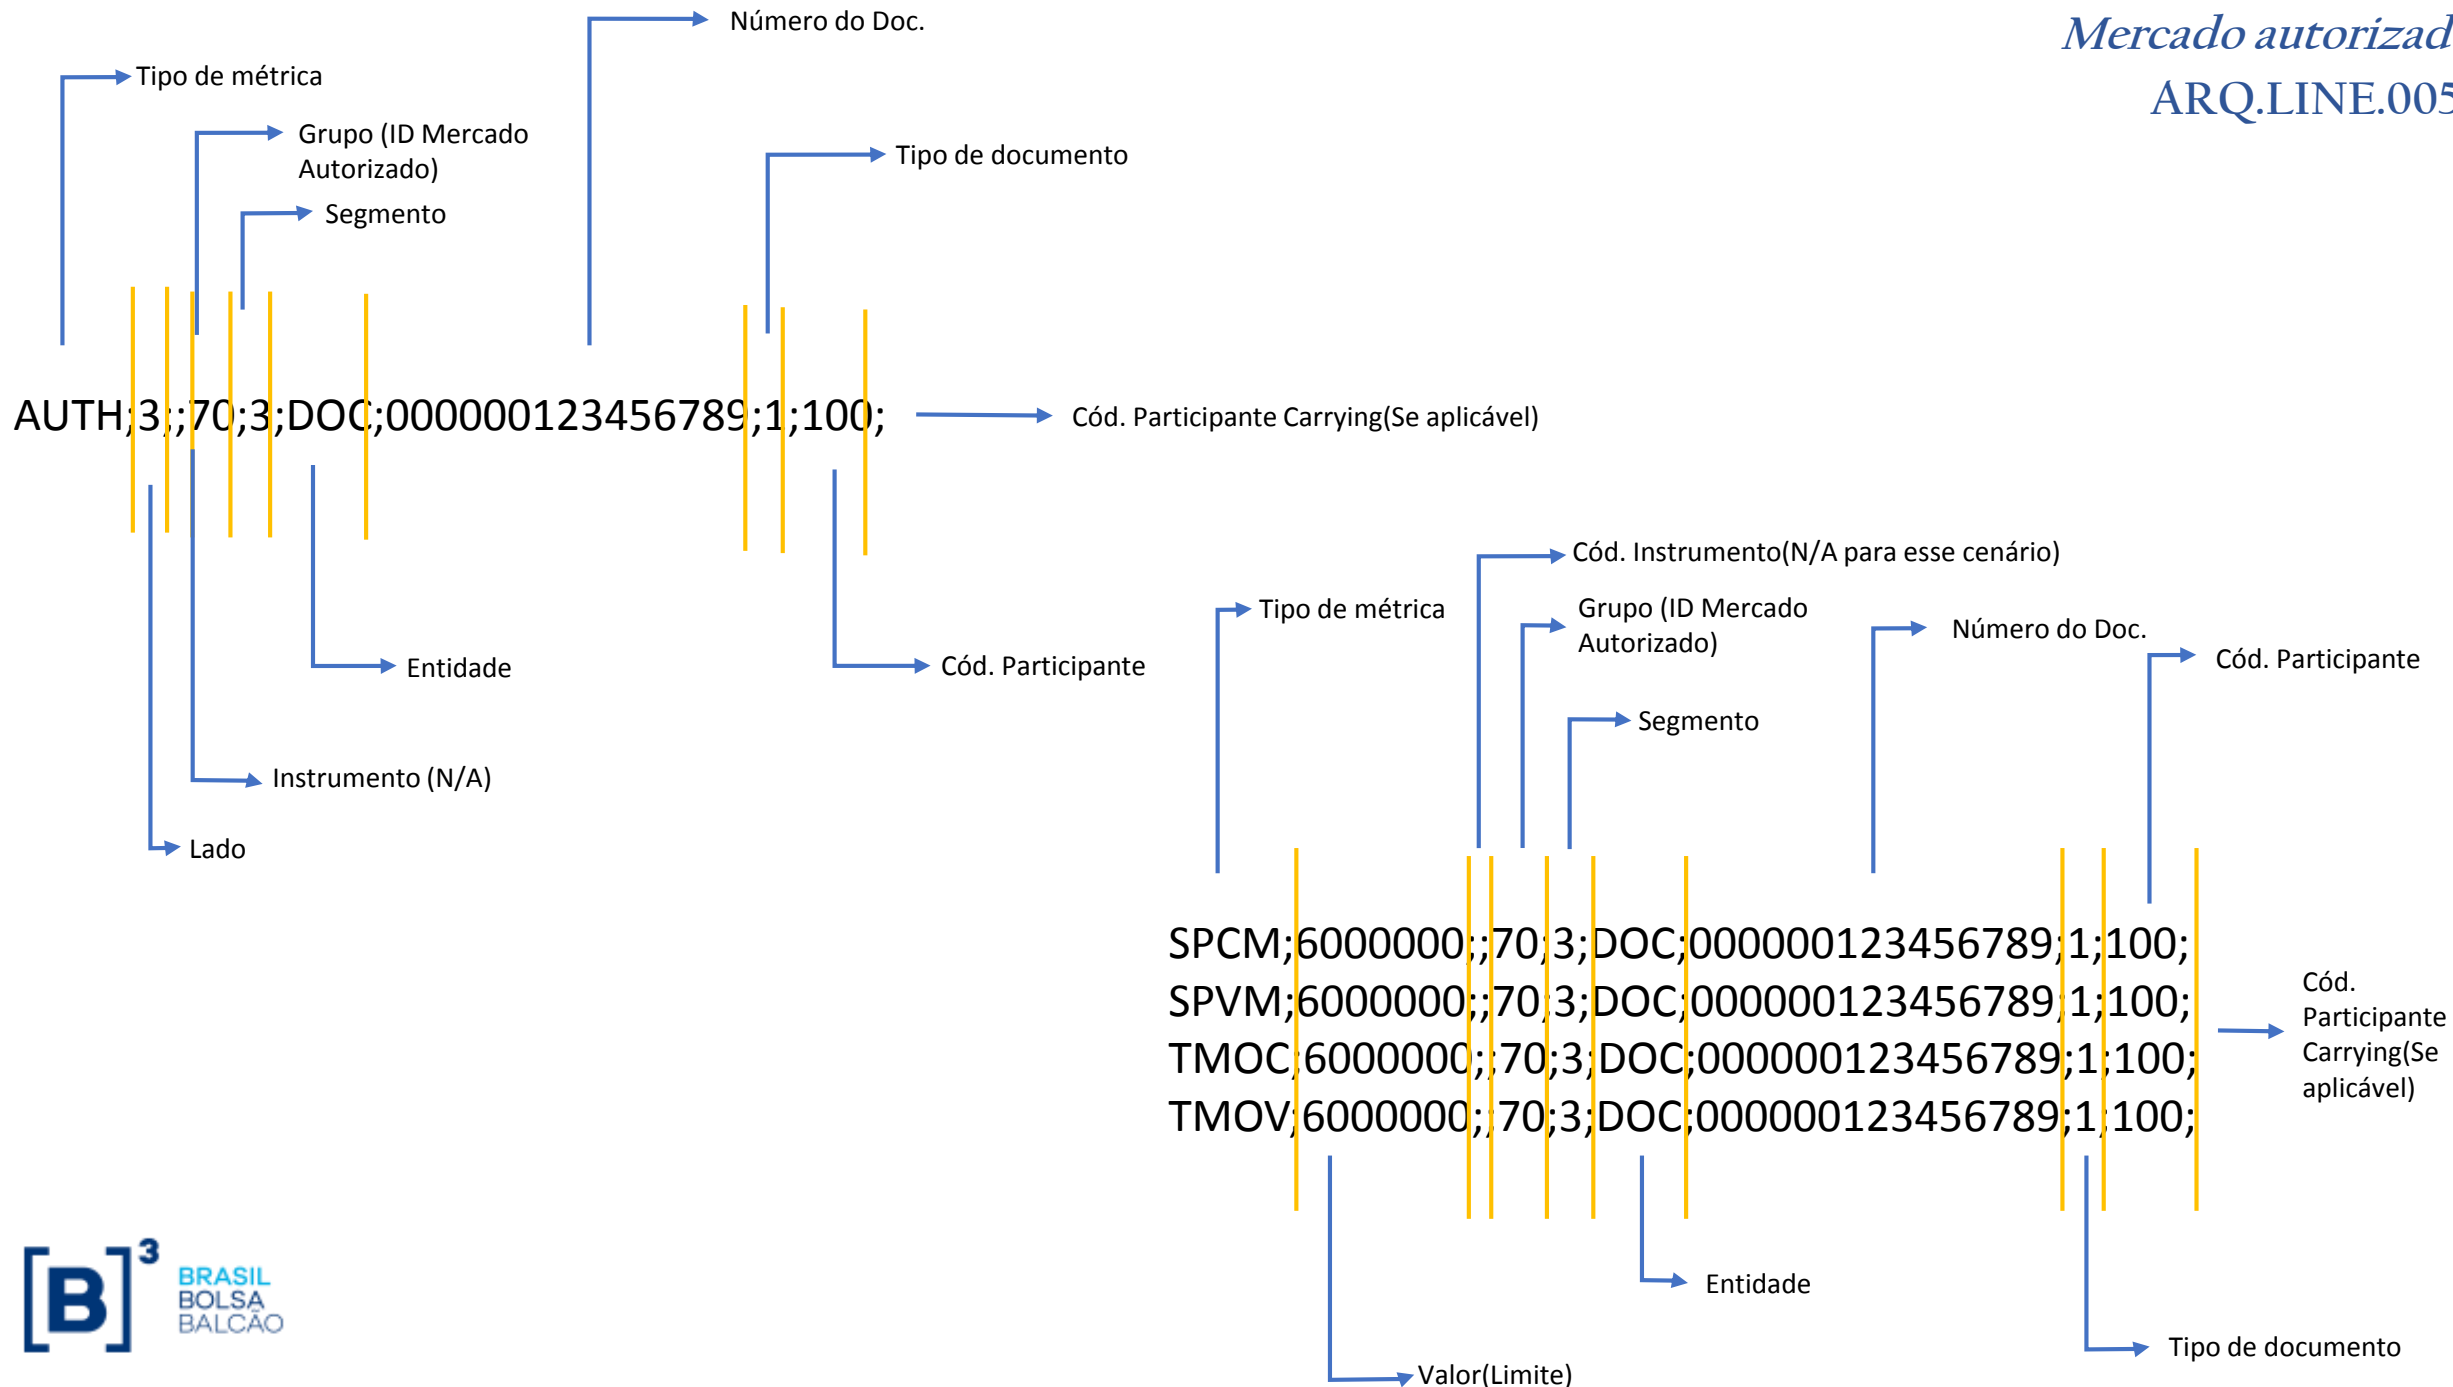 Número do Doc.
Mercado autorizad
ARQ.LINE.005
Tipo de métrica
Grupo (ID Mercado
Autorizado)
Tipo de documento
Segmento
AUTH;3;;70;3;DOC;000000123456789;1;100;
Cód. Participante Carrying(Se aplicável)
Entidade
Cód. Participante
Instrumento (N/A)
Lado
Cód. Instrumento(N/A para esse cenário)
Tipo de métrica
Grupo (ID Mercado
Autorizado)
Número do Doc.
Cód. Participante
Segmento
SPCM;6000000;;70;3;DOC;000000123456789;1;100;
SPVM;6000000;;70;3;DOC;000000123456789;1;100;
TMOC;6000000;;70;3;DOC;000000123456789;1;100;
TMOV;6000000;;70;3;DOC;000000123456789;1;100;
Cód.
Participante
Carrying(Se
aplicável)
Entidade
Tipo de documento
Valor(Limite)
[B]³
BRASIL
BOLSA
BALCÃO